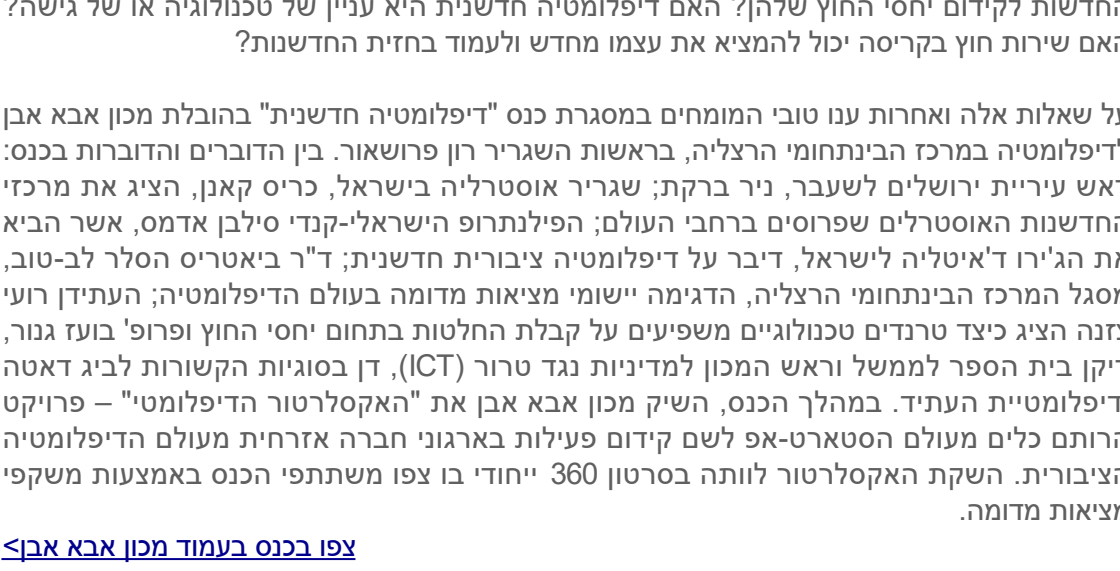 החדשות לקידום יחסי החוץ שלהן? האם דיפלומטיה חדשנית היא עניין של טכנולוגיה או של גישה?
האם שירות חוץ בקריסה יכול להמציא את עצמו מחדש ולעמוד בחזית החדשנות?
על שאלות אלה ואחרות ענו טובי המומחים במסגרת כנס "דיפלומטיה חדשנית" בהובלת מכון אבא אבן
לדיפלומטיה במרכז הבינתחומי הרצליה, בראשות השגריר רון פרושאור. בין הדוברים והדוברות בכנס:
ראש עיריית ירושלים לשעבר, ניר ברקת; שגריר אוסטרליה בישראל, כריס קאנן, הציג את מרכזי
החדשנות האוסטרלים שפרוסים ברחבי העולם; הפילנתרופ הישראלי-קנדי סילבן אדמס, אשר הביא
את הג'ירו ד'איטליה לישראל, דיבר על דיפלומטיה ציבורית חדשנית; ד"ר ביאטריס הסלר לב-טוב,
מסגל המרכז הבינתחומי הרצליה, הדגימה יישומי מציאות מדומה בעולם הדיפלומטיה; העתידן רועי
צזנה הציג כיצד טרנדים טכנולוגיים משפיעים על קבלת החלטות בתחום יחסי החוץ ופרופ' בועז גנור,
דיקן בית הספר לממשל וראש המכון למדיניות נגד טרור (ICT), דן בסוגיות הקשורות לביג דאטה
ודיפלומטיית העתיד. במהלך הכנס, השיק מכון אבא אבן את "האקסלרטור הדיפלומטי" – פרויקט
הרותם כלים מעולם הסטארט-אפ לשם קידום פעילות בארגוני חברה אזרחית מעולם הדיפלומטיה
הציבורית. השקת האקסלרטור לוותה בסרטון 360 ייחודי בו צפו משתתפי הכנס באמצעות משקפי
מציאות מדומה.
צפו בכנס בעמוד מכון אבא אבן>